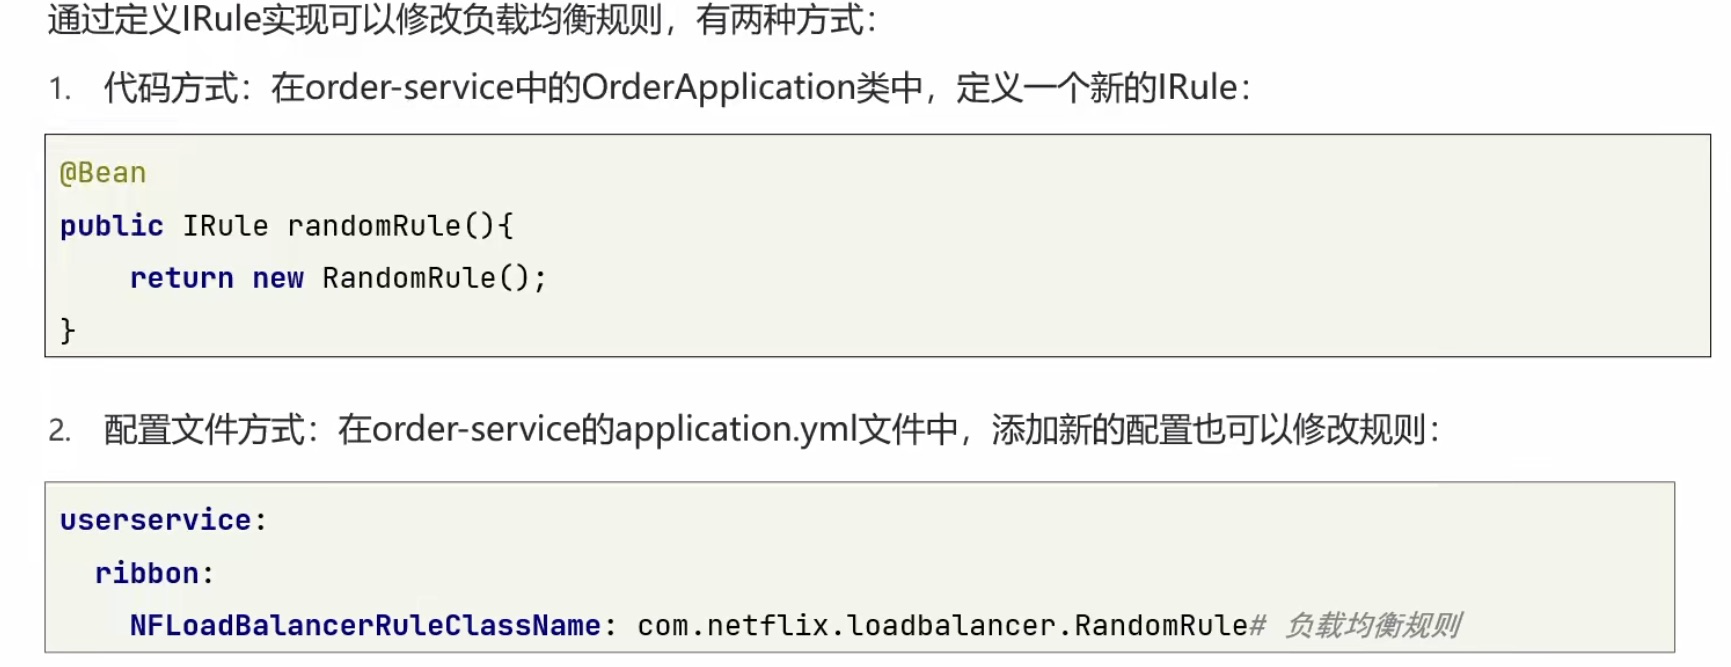 通过定义IRule实现可以修改负载均衡规则，有两种方式：
1. 代码方式：在order-service中的OrderApplication类中，定义一个新的IRule：
@Bean
public IRule randomRule(){
    return new RandomRule();
}
2. 配置文件方式：在order-service的application.yml文件中，添加新的配置也可以修改规则：
userservice:
  ribbon:
    NFLoadBalancerRuleClassName: com.netflix.loadbalancer.RandomRule# 负载均衡规则